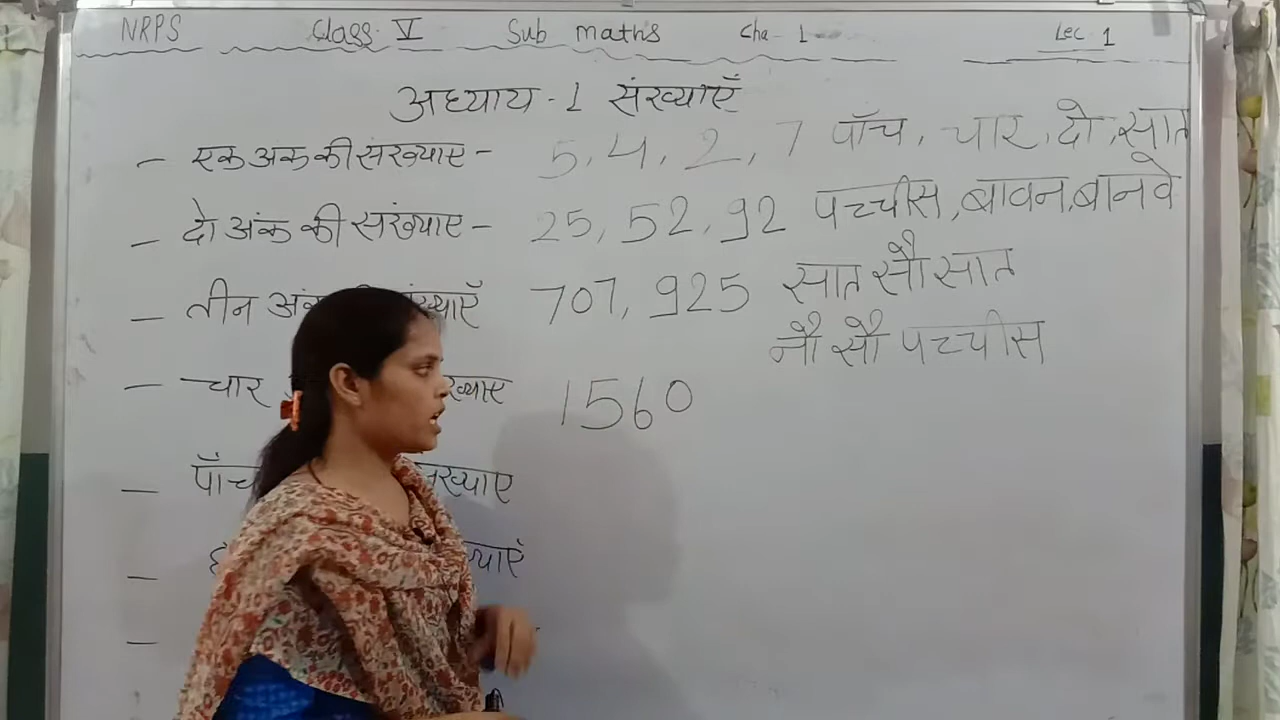 NRPS Class V Sub maths Cha- 1 Lec 1
अध्याय -1 संख्याएँ
– एक अंक की संख्याए - 5, 4, 2, 7 पाँच, चार, दो, सात
– दो अंक की संख्याए - 25, 52, 92 पच्चीस, बावन, बानवे
– तीन संख्याएँ 707, 925 सात सौ सात
नौ सौ पच्चीस
– चार 1560
– पाँच
–
–